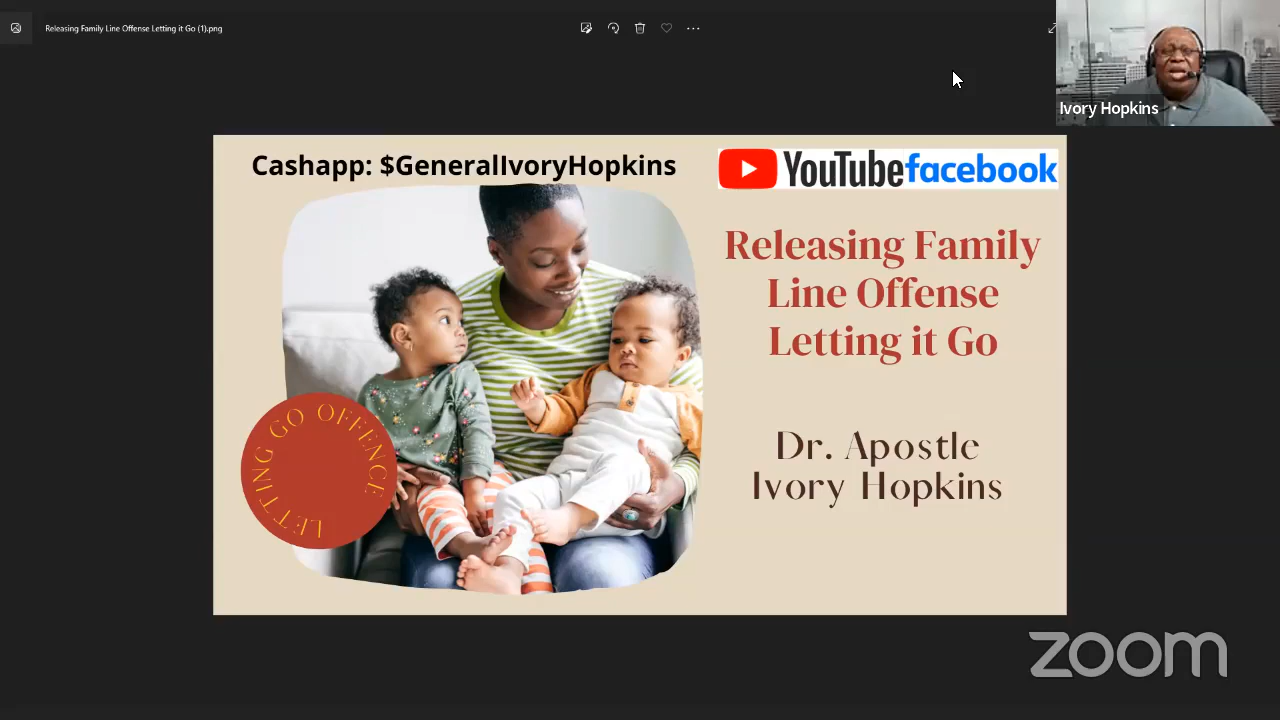 Releasing Family Line Offense Letting it Go (1).png
Ivory Hopkins
Cashapp: $GeneralIvoryHopkins
YouTube facebook
Releasing Family
Line Offense
Letting it Go
LETTING GO OFFENCE
Dr. Apostle
Ivory Hopkins
zoom